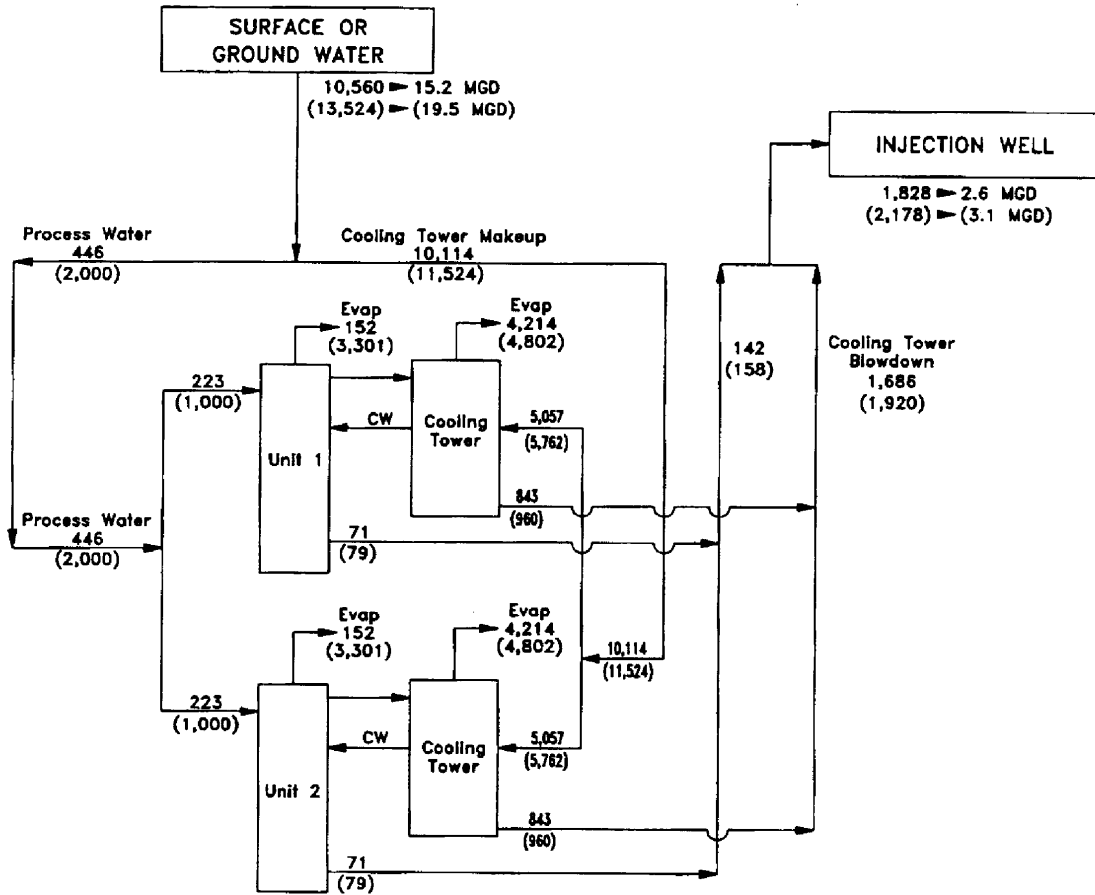 SURFACE OR
GROUND WATER
10,560 ► 15.2 MGD
(13,524) ► (19.5 MGD)
INJECTION WELL
1,828 ► 2.6 MGD
(2,178) ► (3.1 MGD)
Process Water
446
(2,000)
Cooling Tower Makeup
10,114
(11,524)
Evap
152
(3,301)
Evap
4,214
(4,802)
142
(158)
Cooling Tower
Blowdown
1,686
(1,920)
223
(1,000)
Unit 1
CW
Cooling
Tower
5,057
(5,762)
843
(960)
71
(79)
Process Water
446
(2,000)
Evap
152
(3,301)
Evap
4,214
(4,802)
10,114
(11,524)
223
(1,000)
Unit 2
CW
Cooling
Tower
5,057
(5,762)
843
(960)
71
(79)